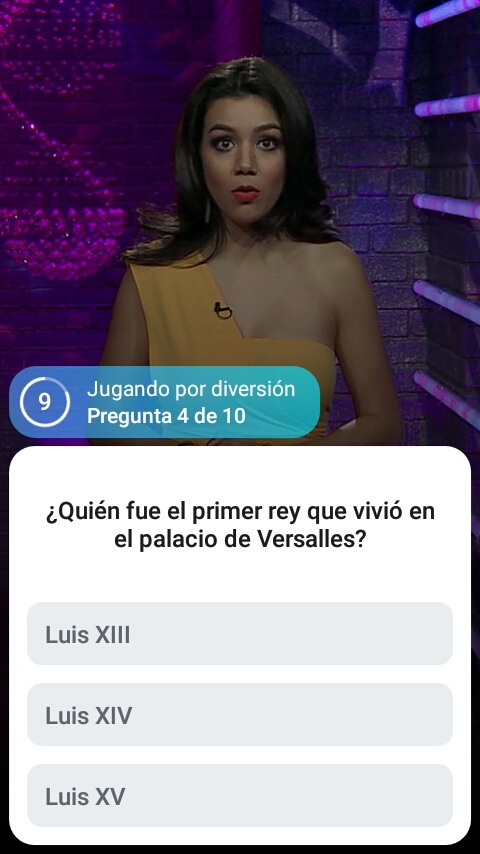 9
Jugando por diversión
Pregunta 4 de 10
¿Quién fue el primer rey que vivió en
el palacio de Versalles?
Luis XIII
Luis XIV
Luis XV